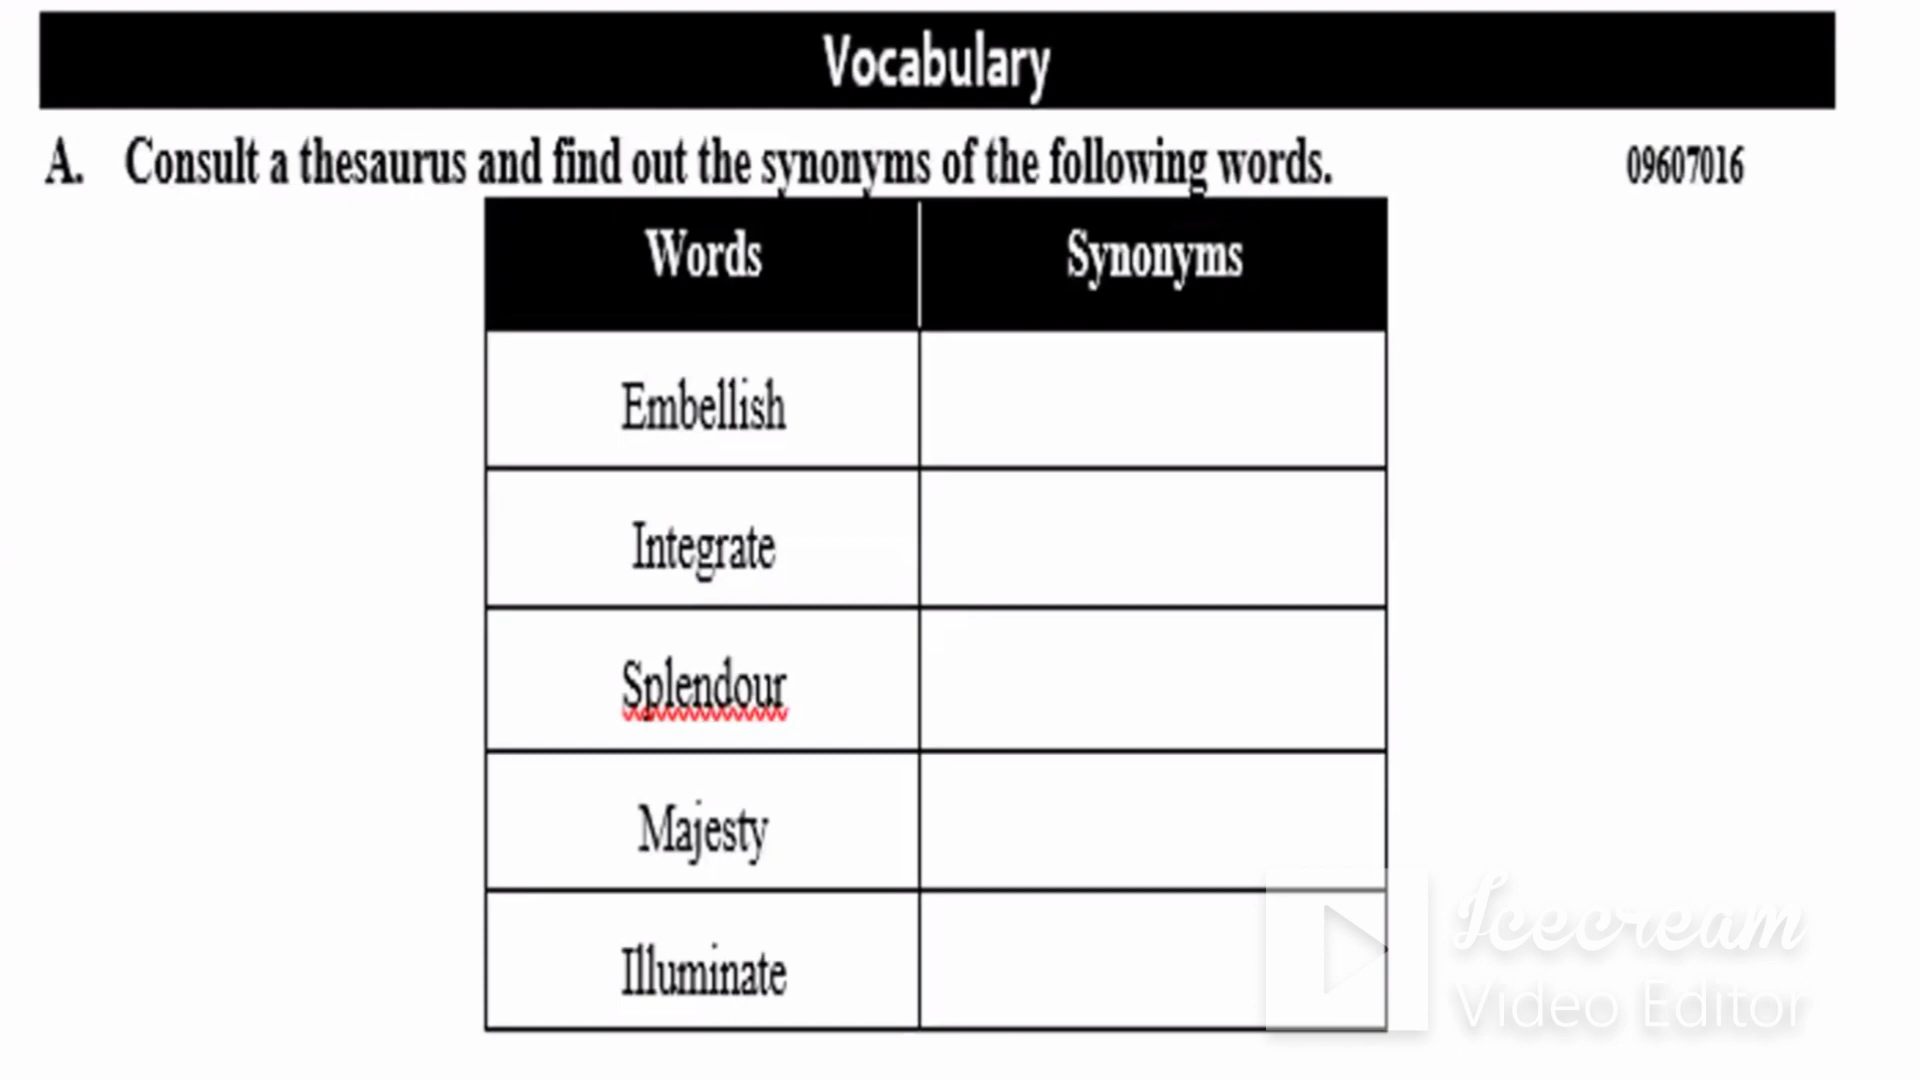 Vocabulary
A. Consult a thesaurus and find out the synonyms of the following words. 09607016
Words Synonyms
Embellish
Integrate
Splendour
Majesty
Illuminate
Icecream
Video Editor